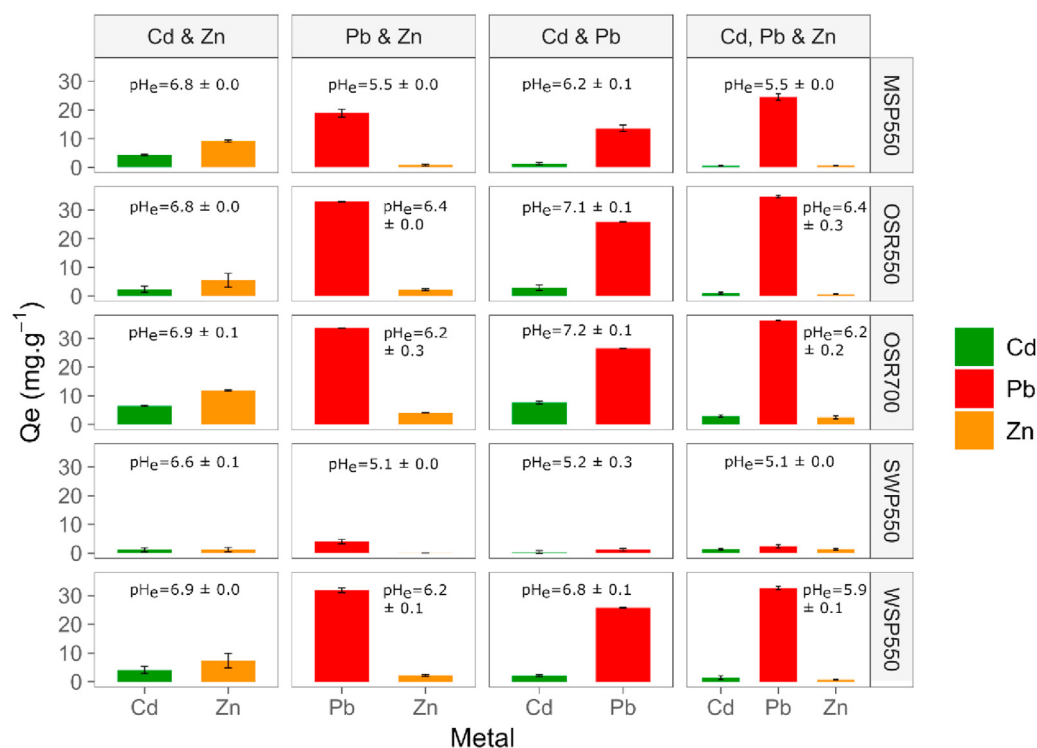 Cd & Zn
Pb & Zn
Cd & Pb
Cd, Pb & Zn
30
20
10
0
pHe=6.8 ± 0.0
pHe=5.5 ± 0.0
pHe=6.2 ± 0.1
pHe=5.5 ± 0.0
MSP550
30
20
10
0
pHe=6.8 ± 0.0
pHe=6.4
± 0.0
pHe=7.1 ± 0.1
pHe=6.4
± 0.3
OSR550
30
20
10
0
pHe=6.9 ± 0.1
pHe=6.2
± 0.3
pHe=7.2 ± 0.1
pHe=6.2
± 0.2
OSR700
30
20
10
0
pHe=6.6 ± 0.1
pHe=5.1 ± 0.0
pHe=5.2 ± 0.3
pHe=5.1 ± 0.0
SWP550
30
20
10
0
pHe=6.9 ± 0.0
pHe=6.2
± 0.1
pHe=6.8 ± 0.1
pHe=5.9
± 0.1
WSP550
Qe (mg.g⁻¹)
Cd Zn
Pb Zn
Cd Pb
Cd Pb Zn
Metal
Cd
Pb
Zn